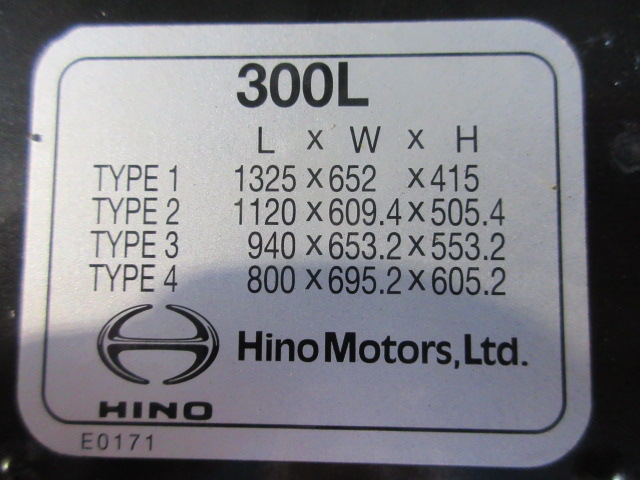 300L
L x W x H
TYPE 1 1325 x 652 x 415
TYPE 2 1120 x 609.4 x 505.4
TYPE 3 940 x 653.2 x 553.2
TYPE 4 800 x 695.2 x 605.2
Hino Motors, Ltd.
HINO
E0171